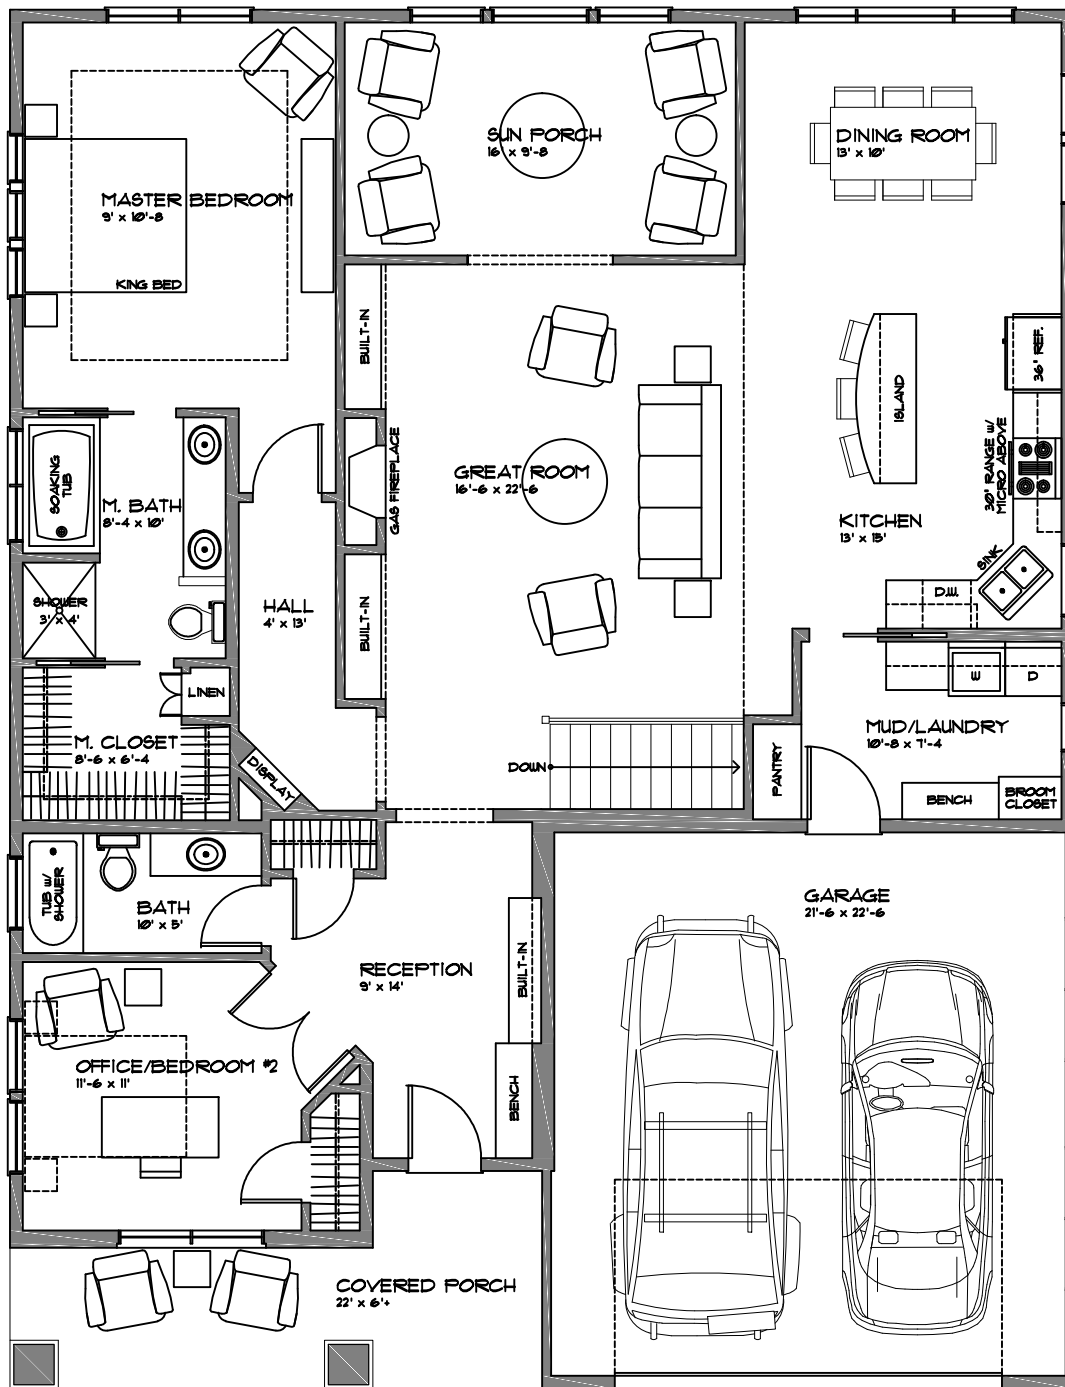 SUN PORCH
16' x 9'-8
DINING ROOM
13' x 10'
MASTER BEDROOM
9' x 10'-8
KING BED
BUILT-IN
36" REF.
ISLAND
30" RANGE w/
MICRO ABOVE
GAS FIREPLACE
GREAT ROOM
16'-6 x 22'-6
SOAKING
TUB
M. BATH
8'-4 x 10'
KITCHEN
13' x 15'
SINK
D.W.
SHOWER
3' x 4'
HALL
4' x 13'
BUILT-IN
W
D
LINEN
MUD/LAUNDRY
10'-8 x 7'-4
M. CLOSET
8'-6 x 6'-4
DISPLAY
DOWN
PANTRY
BENCH
BROOM
CLOSET
TUB w/
SHOWER
BATH
10' x 5'
GARAGE
21'-6 x 22'-6
BUILT-IN
RECEPTION
9' x 14'
OFFICE/BEDROOM #2
11'-6 x 11'
BENCH
COVERED PORCH
22' x 6'+